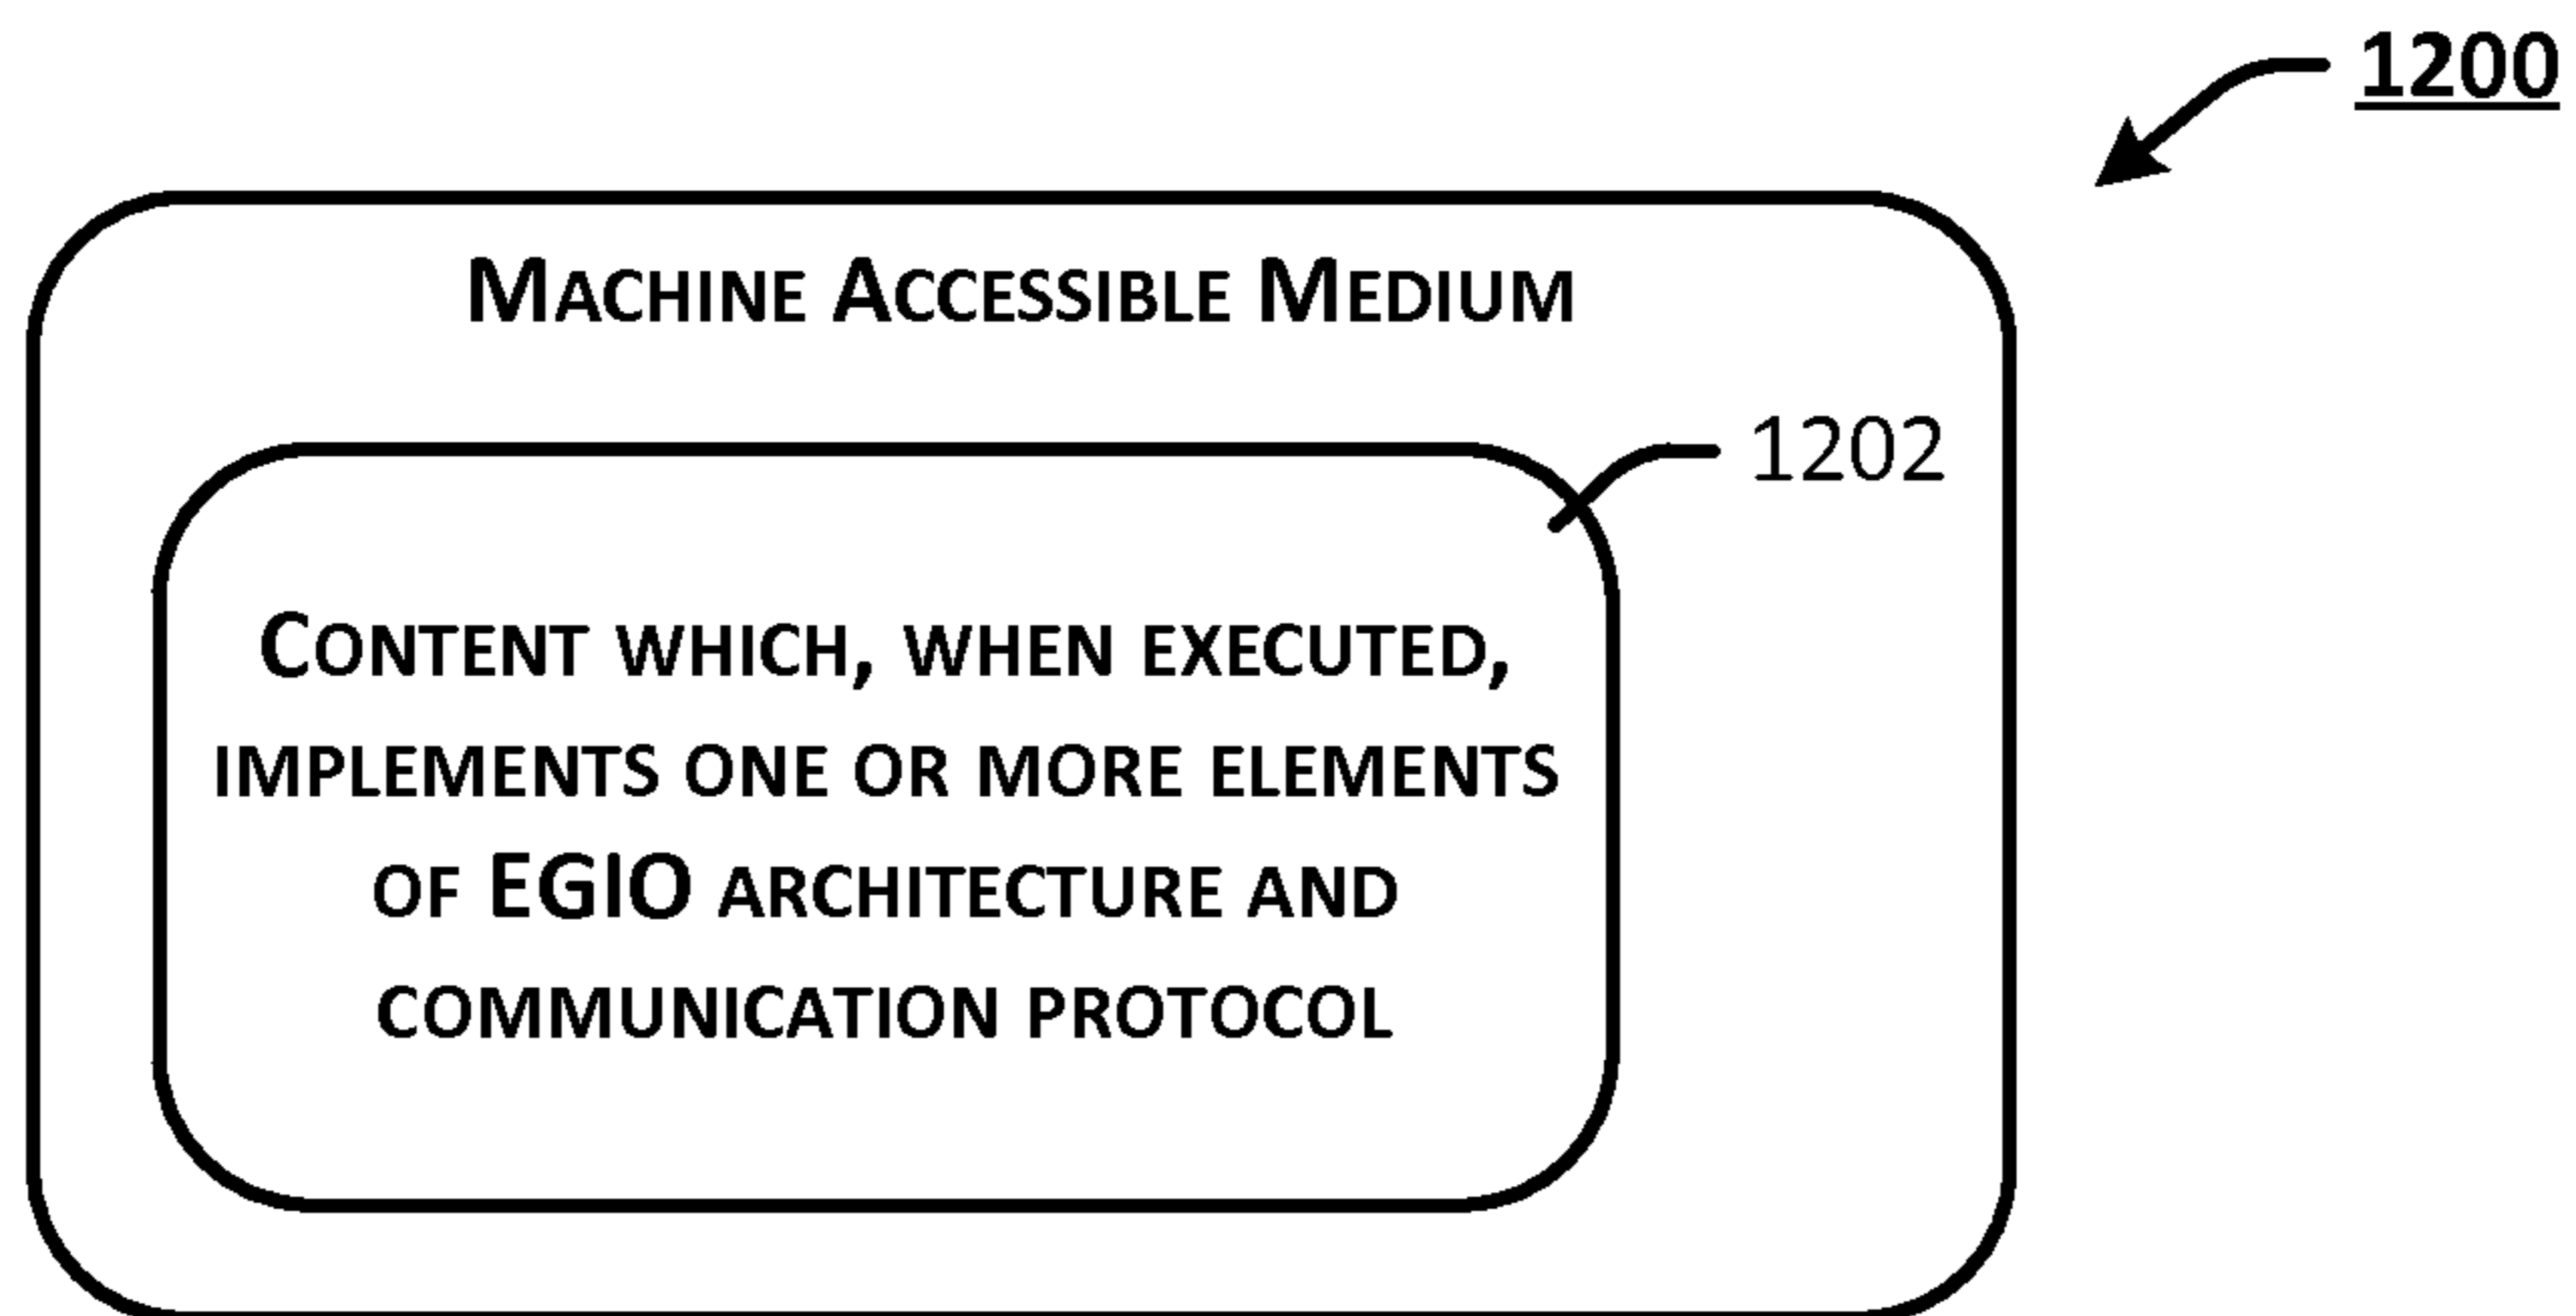 1200
MACHINE ACCESSIBLE MEDIUM
1202
CONTENT WHICH, WHEN EXECUTED,
IMPLEMENTS ONE OR MORE ELEMENTS
OF EGIO ARCHITECTURE AND
COMMUNICATION PROTOCOL